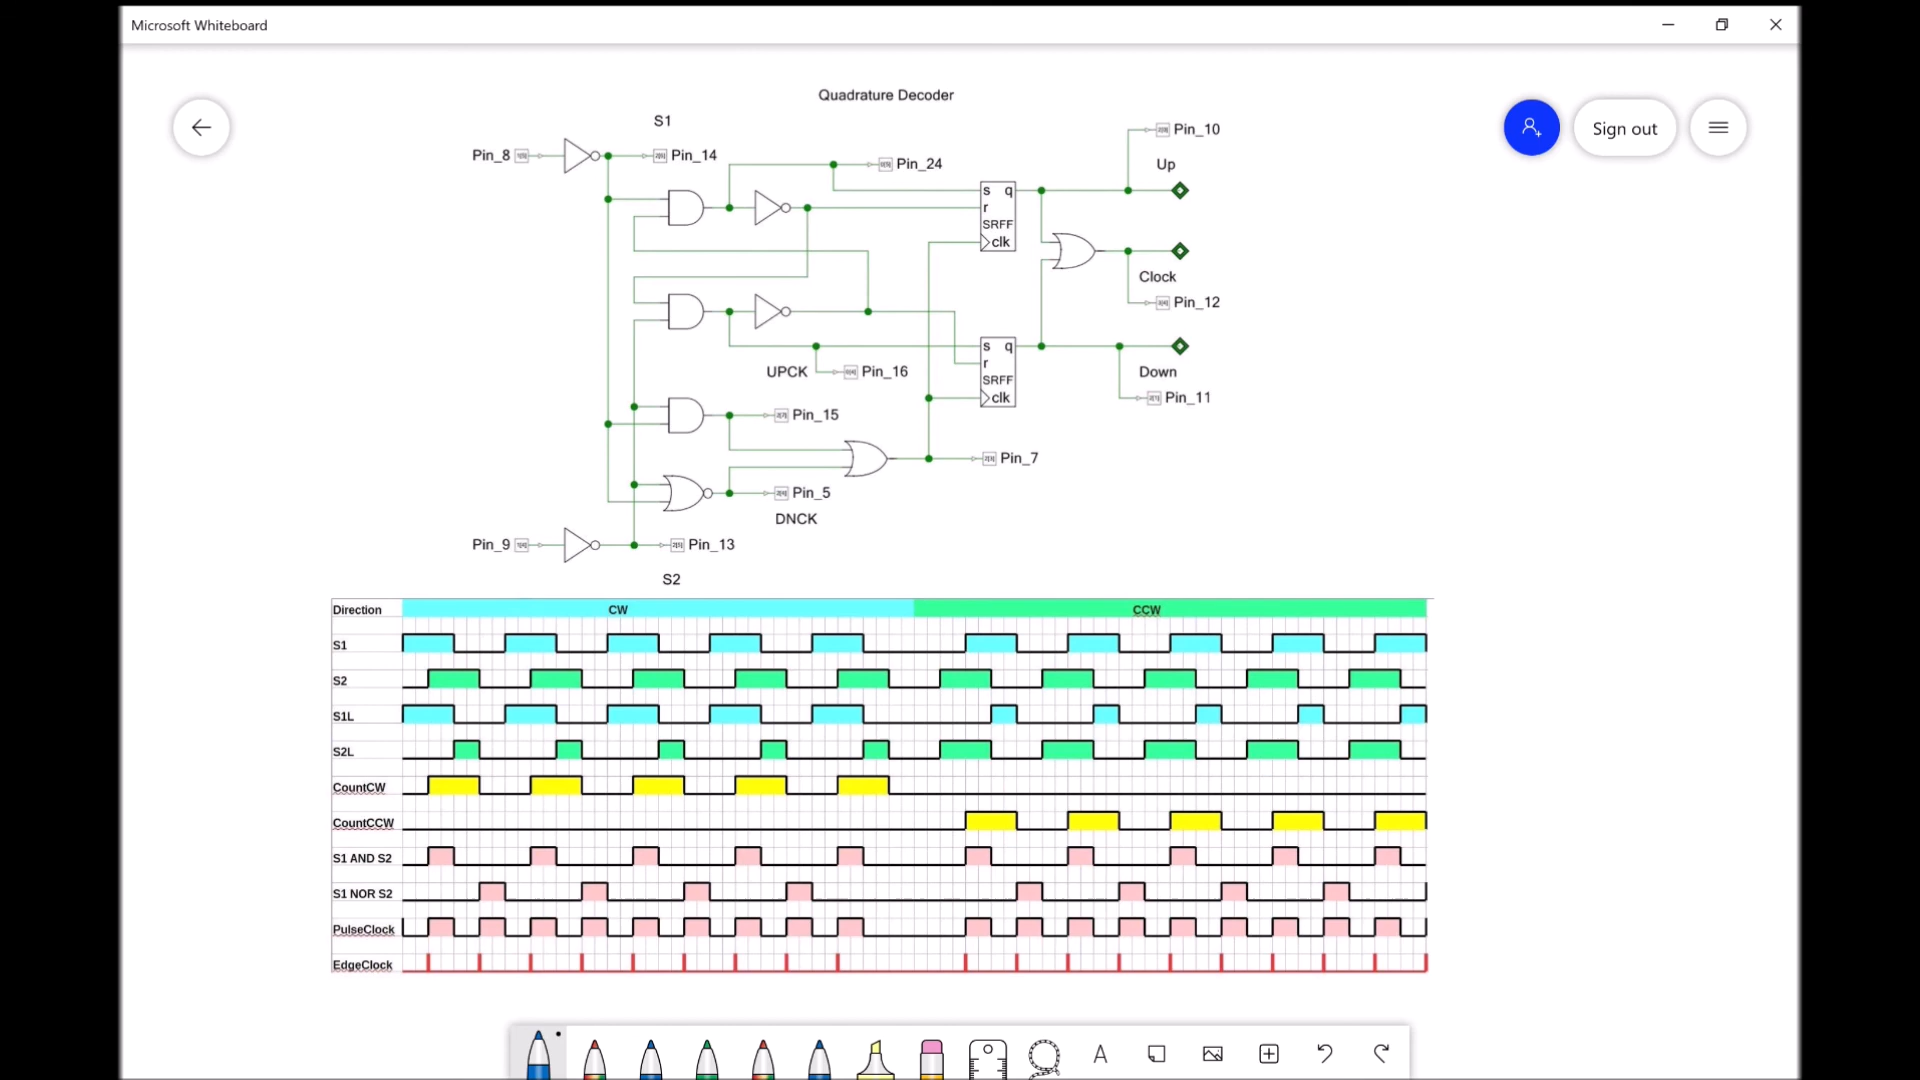 Microsoft Whiteboard
Sign out
Quadrature Decoder
S1
Pin_8
Pin_14
Pin_10
Pin_24
Up
s q
r
SRFF
clk
Clock
Pin_12
s q
r
SRFF
clk
UPCK
Pin_16
Down
Pin_11
Pin_15
Pin_7
Pin_5
DNCK
Pin_9
Pin_13
S2
Direction CW CCW
S1
S2
S1L
S2L
CountCW
CountCCW
S1 AND S2
S1 NOR S2
PulseClock
EdgeClock
A